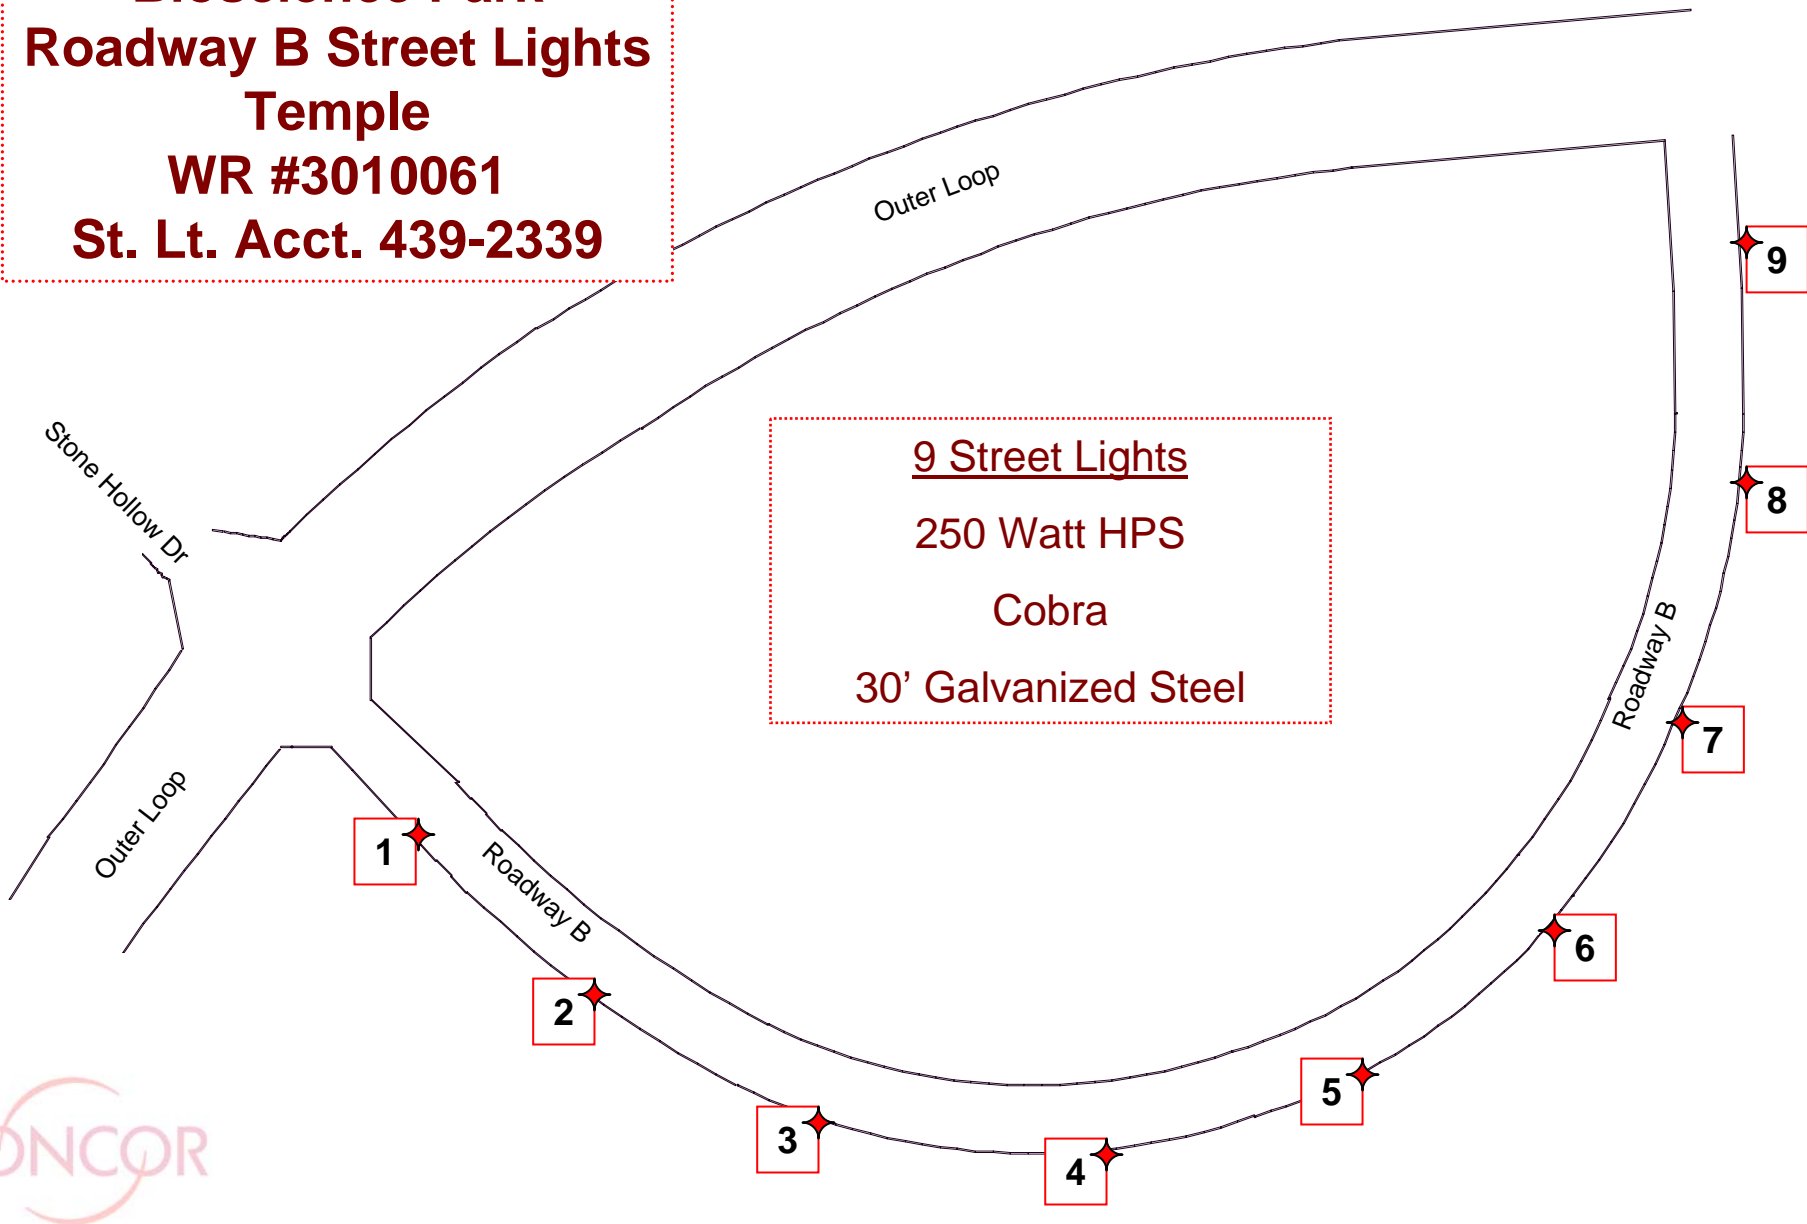 Roadway B Street Lights
Temple
WR #3010061
St. Lt. Acct. 439-2339
Outer Loop
9
Stone Hollow Dr
9 Street Lights
250 Watt HPS
Cobra
30’ Galvanized Steel
8
Roadway B
7
Outer Loop
1
Roadway B
6
2
5
3
4
ONCOR